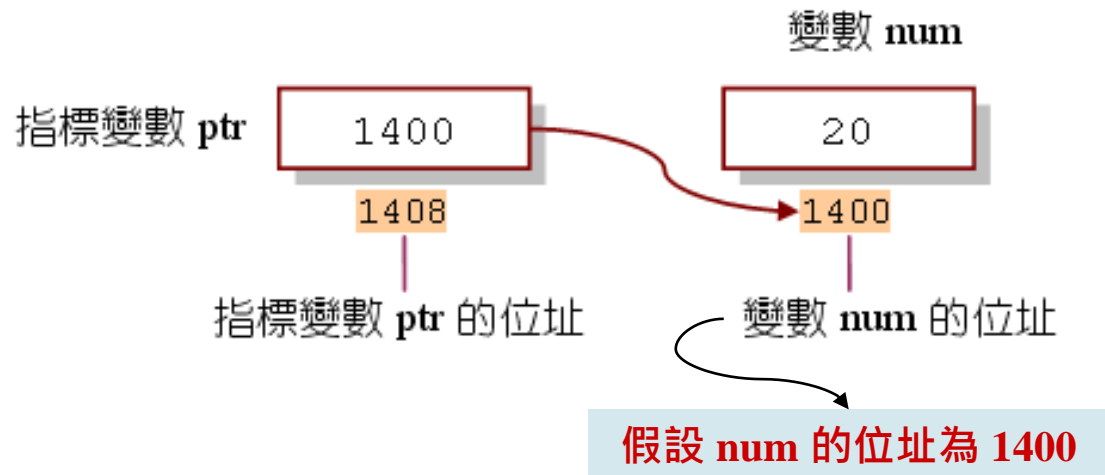 變數 num
指標變數 ptr
1400
20
1408
1400
指標變數 ptr 的位址
變數 num 的位址
假設 num 的位址為 1400